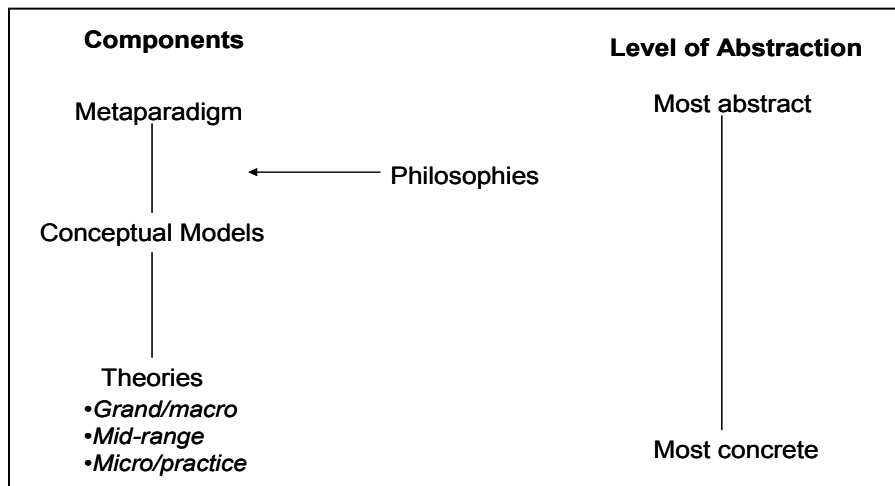 Components
Level of Abstraction
Metaparadigm
Most abstract
Philosophies
Conceptual Models
Theories
•Grand/macro
•Mid-range
•Micro/practice
Most concrete